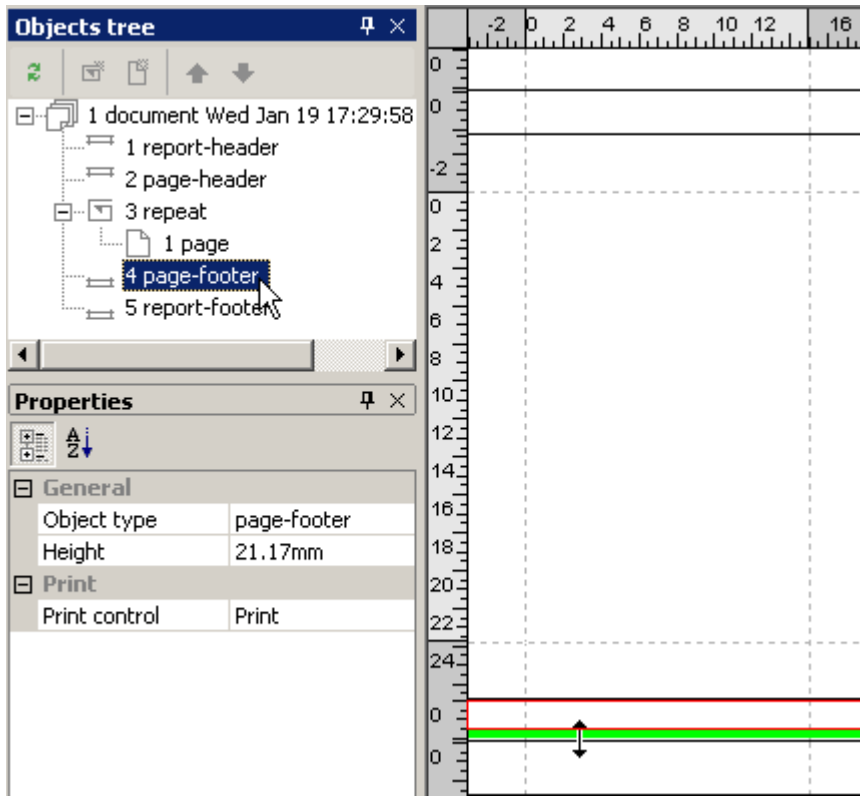 Objects tree
-2 0 2 4 6 8 10 12 16
1 document Wed Jan 19 17:29:58
1 report-header
2 page-header
3 repeat
1 page
4 page-footer
5 report-footer
Properties
A
Z
General
Object type page-footer
Height 21.17mm
Print
Print control Print
0
0
-2
0
2
4
6
8
10
12
14
16
18
20
22
24
0
0